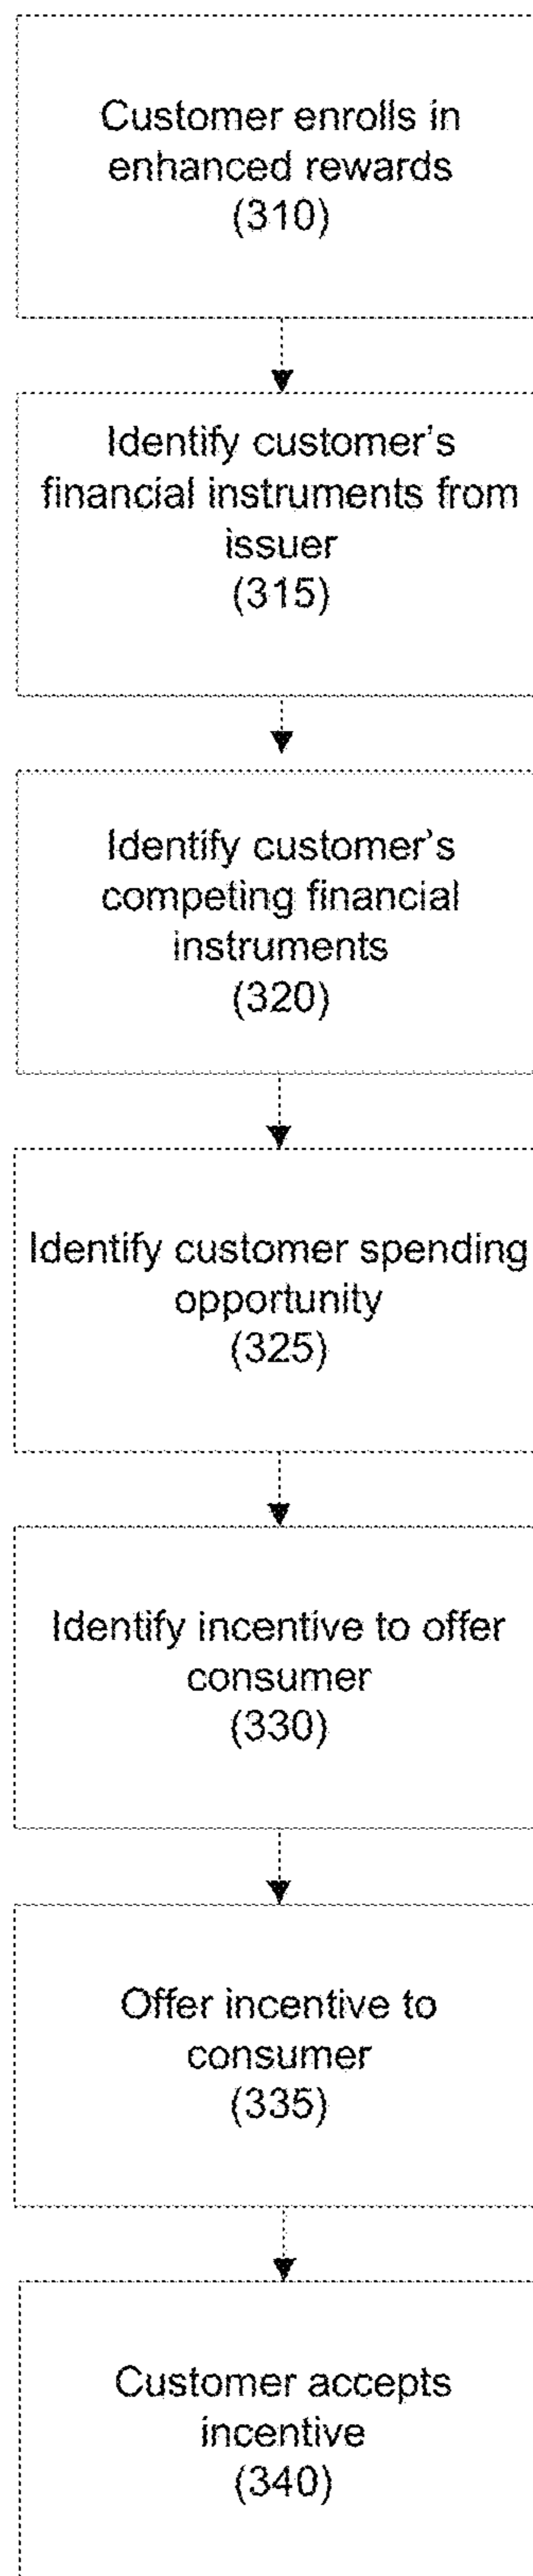 Customer enrolls in
enhanced rewards
(310)
Identify customer's
financial instruments from
issuer
(315)
Identify customer's
competing financial
instruments
(320)
Identify customer spending
opportunity
(325)
Identify incentive to offer
consumer
(330)
Offer incentive to
consumer
(335)
Customer accepts
incentive
(340)